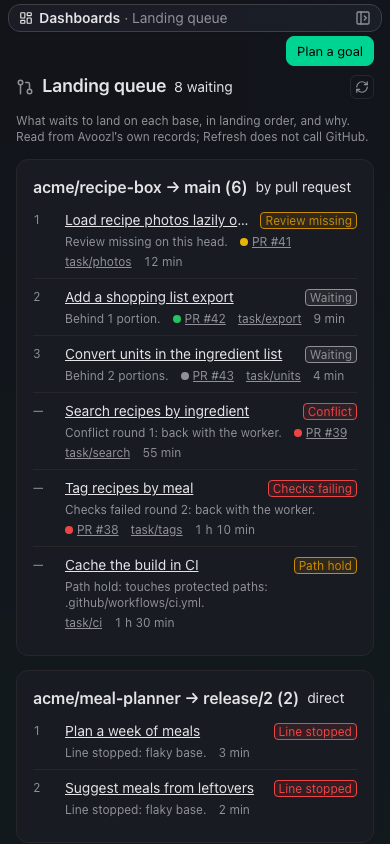 Dashboards · Landing queue
Plan a goal
Landing queue 8 waiting
What waits to land on each base, in landing order, and why.
Read from Avoozl's own records; Refresh does not call GitHub.
acme/recipe-box → main (6) by pull request
1 Load recipe photos lazily o... Review missing
Review missing on this head. PR #41
task/photos 12 min
2 Add a shopping list export Waiting
Behind 1 portion. PR #42 task/export 9 min
3 Convert units in the ingredient list Waiting
Behind 2 portions. PR #43 task/units 4 min
— Search recipes by ingredient Conflict
Conflict round 1: back with the worker. PR #39
task/search 55 min
— Tag recipes by meal Checks failing
Checks failed round 2: back with the worker.
PR #38 task/tags 1 h 10 min
— Cache the build in CI Path hold
Path hold: touches protected paths:
.github/workflows/ci.yml.
task/ci 1 h 30 min
acme/meal-planner → release/2 (2) direct
1 Plan a week of meals Line stopped
Line stopped: flaky base. 3 min
2 Suggest meals from leftovers Line stopped
Line stopped: flaky base. 2 min